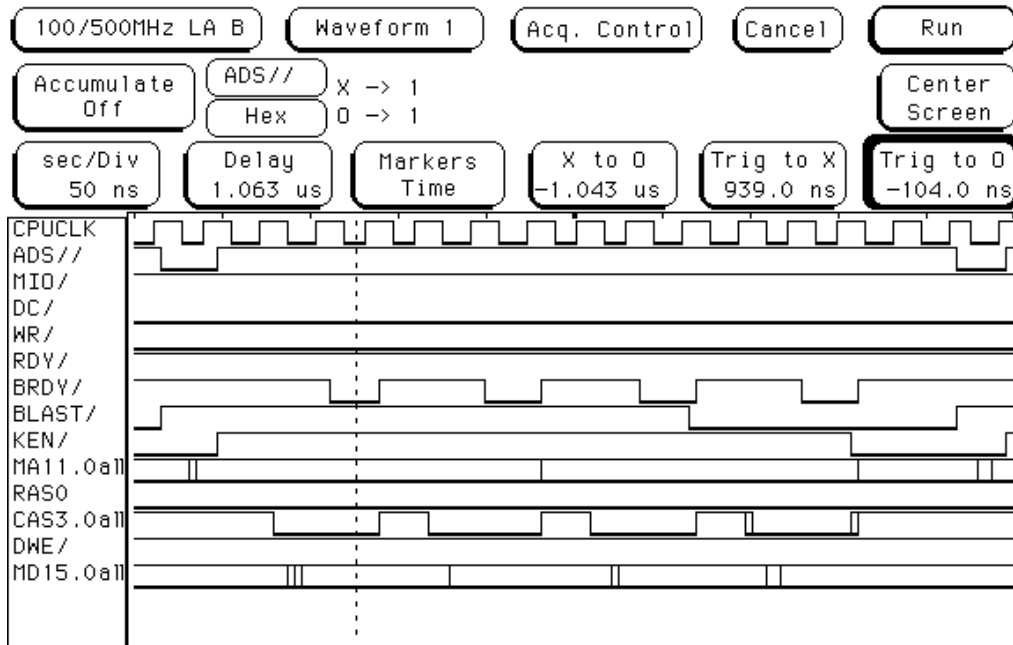 100/500MHz LA B Waveform 1 Acq. Control Cancel Run
Accumulate Off ADS// X -> 1 Center Screen
Hex O -> 1
sec/Div Delay Markers X to O Trig to X Trig to O
50 ns 1.063 us Time -1.043 us 939.0 ns -104.0 ns
CPUCLK
ADS//
MIO/
DC/
WR/
RDY/
BRDY/
BLAST/
KEN/
MA11.0all
RAS0
CAS3.0all
DWE/
MD15.0all